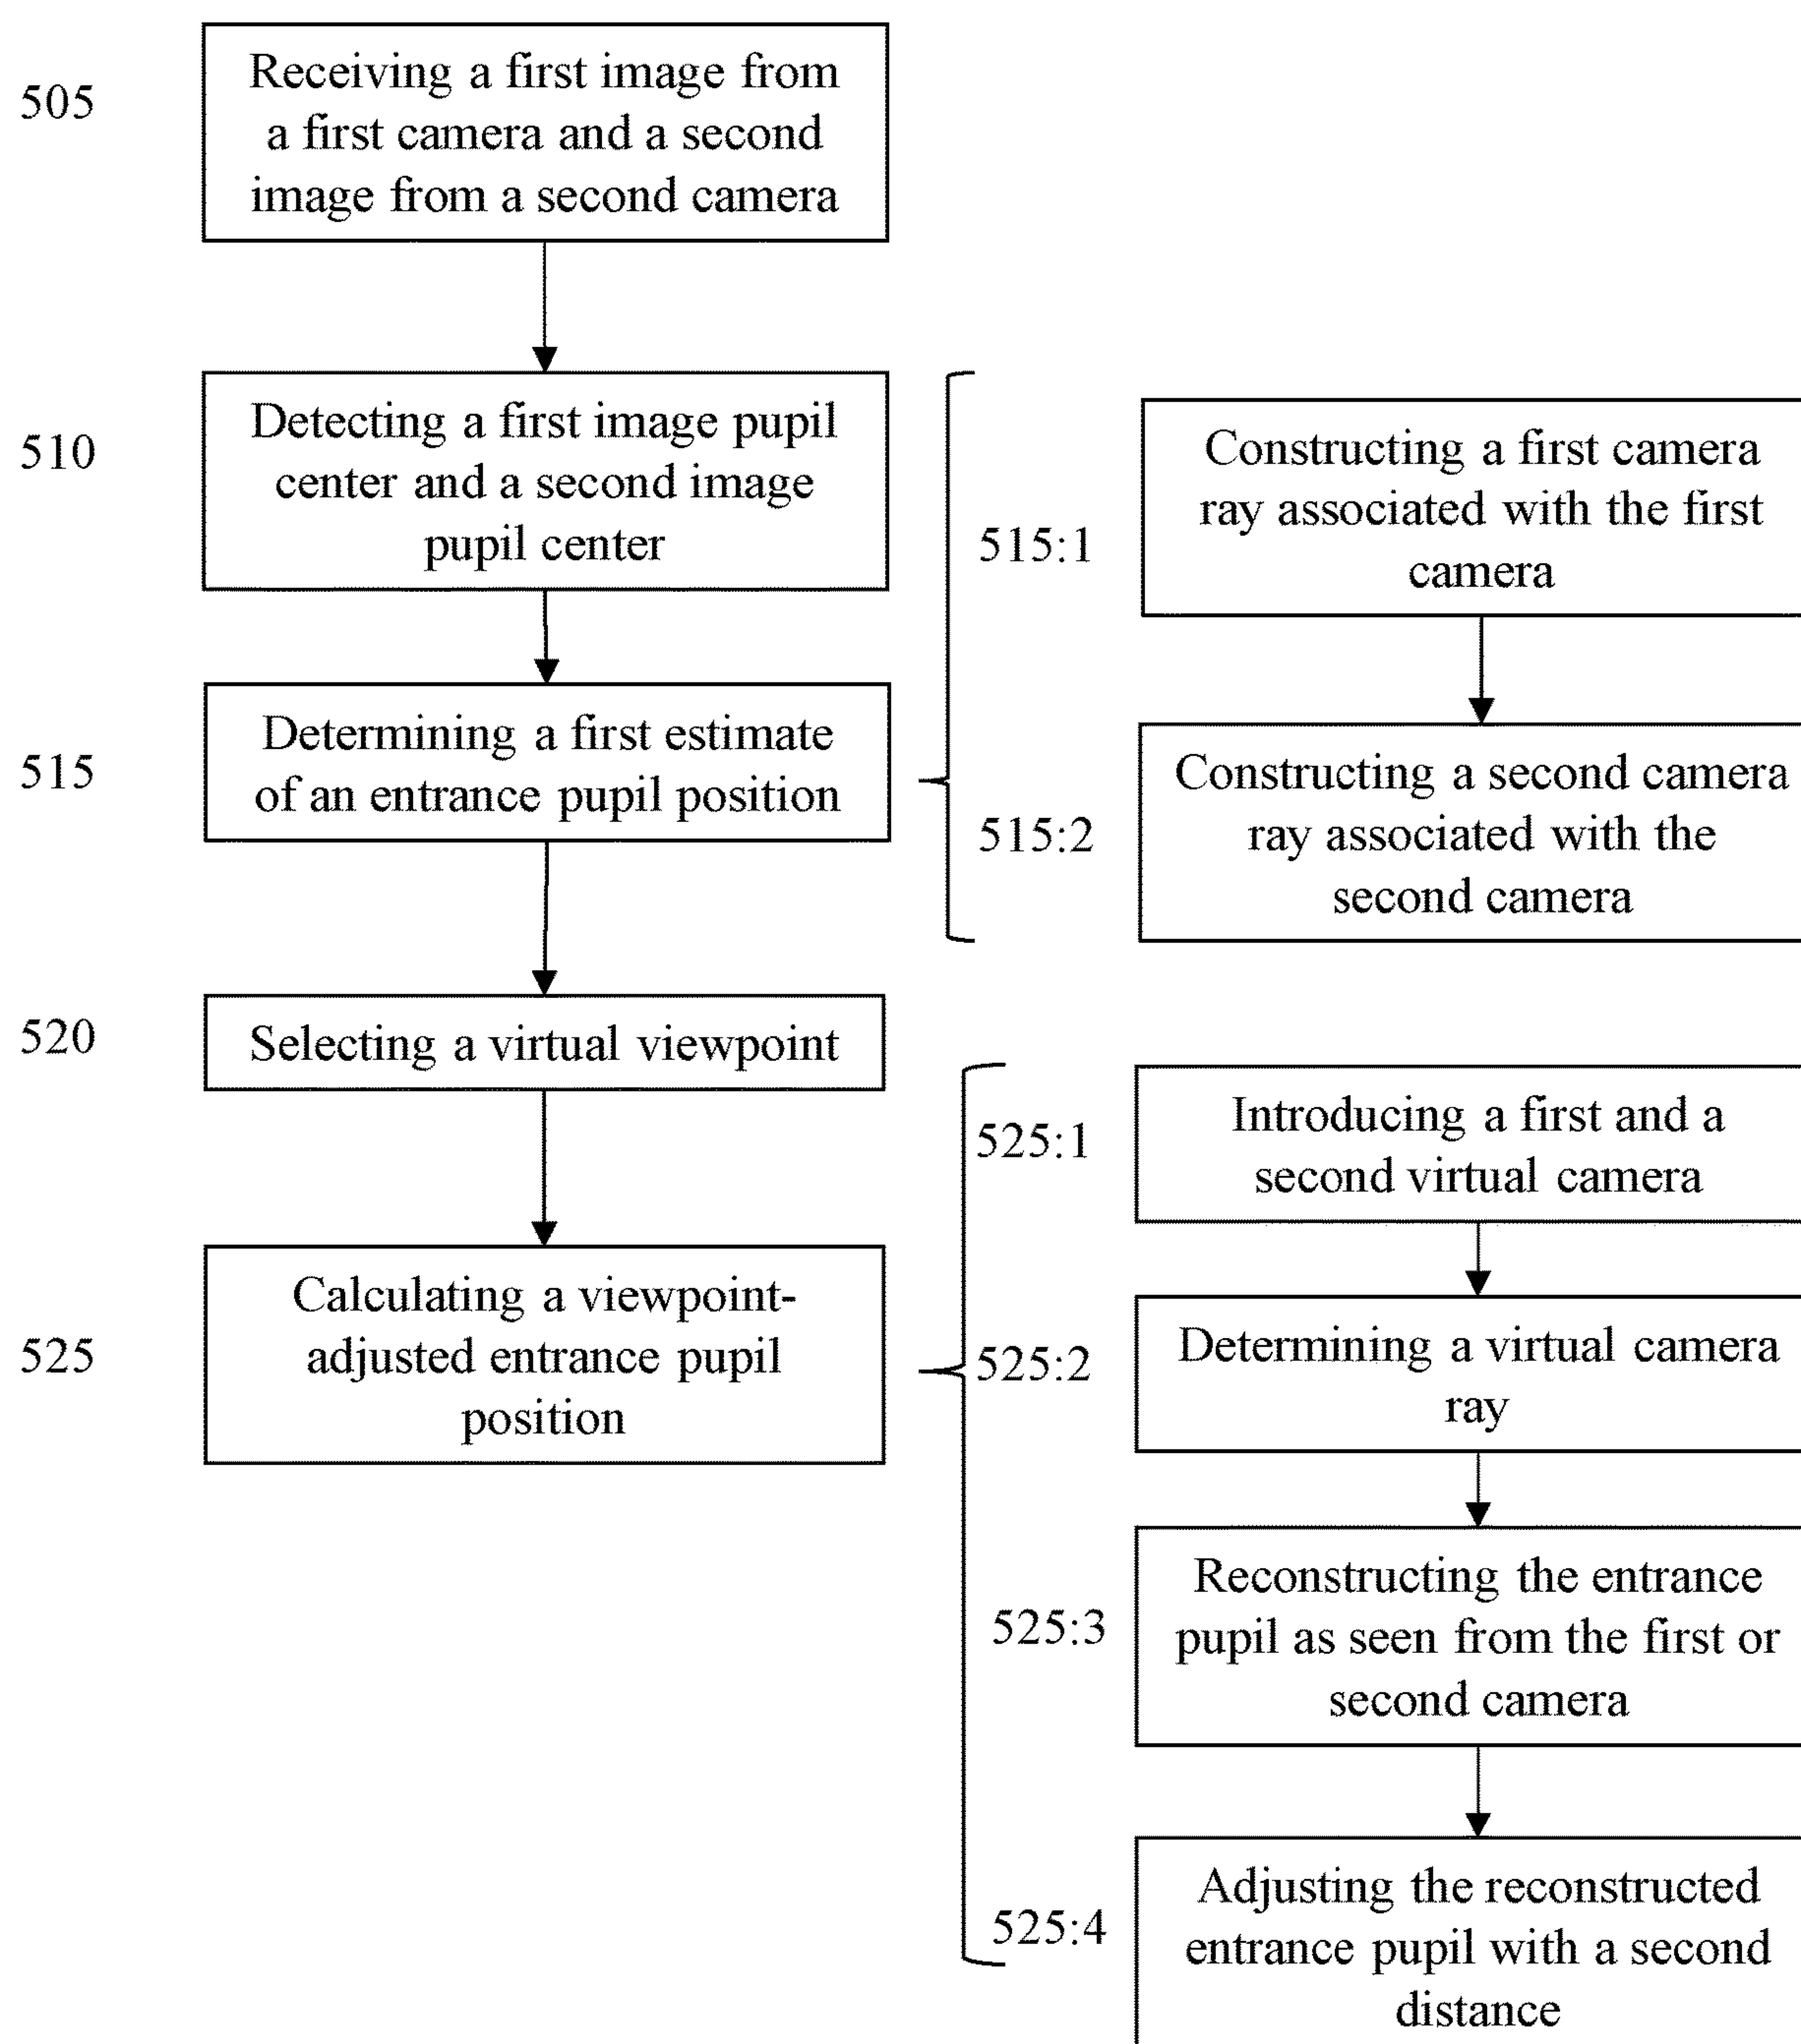 505
Receiving a first image from
a first camera and a second
image from a second camera
510
Detecting a first image pupil
center and a second image
pupil center
515
Determining a first estimate
of an entrance pupil position
515:1
Constructing a first camera
ray associated with the first
camera
515:2
Constructing a second camera
ray associated with the
second camera
520
Selecting a virtual viewpoint
525
Calculating a viewpoint-
adjusted entrance pupil
position
525:1
Introducing a first and a
second virtual camera
525:2
Determining a virtual camera
ray
525:3
Reconstructing the entrance
pupil as seen from the first or
second camera
525:4
Adjusting the reconstructed
entrance pupil with a second
distance